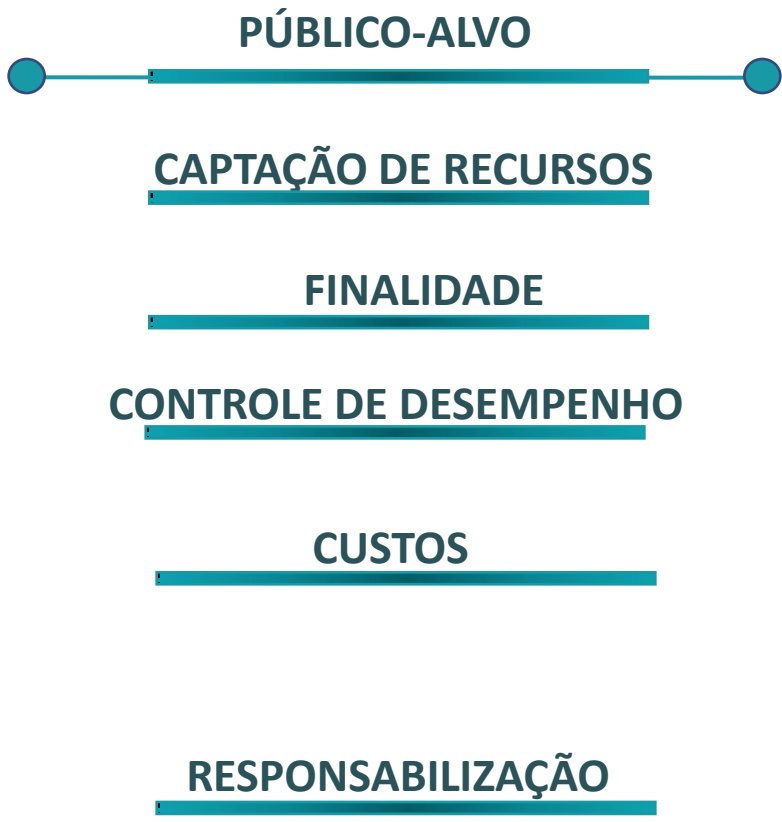 PÚBLICO-ALVO
CAPTAÇÃO DE RECURSOS
FINALIDADE
CONTROLE DE DESEMPENHO
CUSTOS
RESPONSABILIZAÇÃO